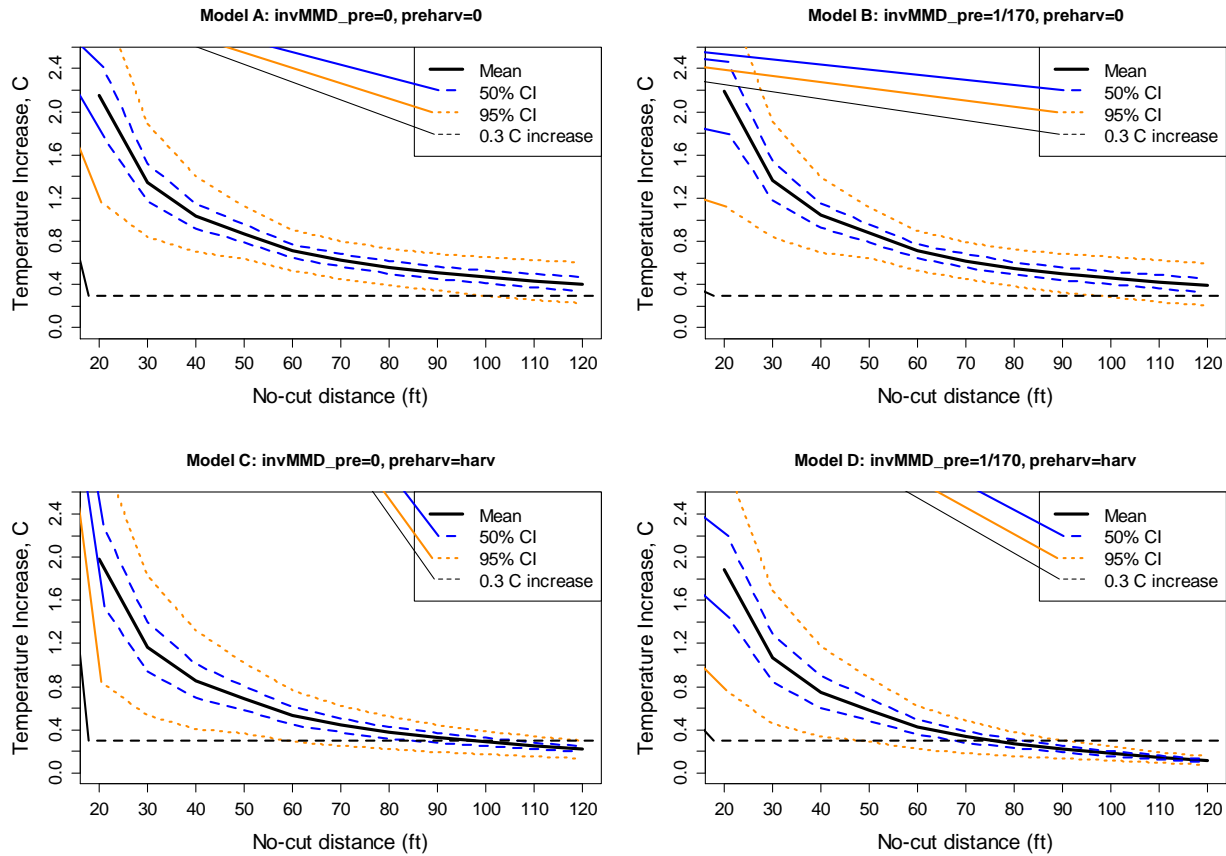 Model A: invMMD_pre=0, preharv=0
Temperature Increase, C
2.4
2.0
1.6
1.2
0.8
0.4
0.0
Mean
50% CI
95% CI
0.3 C increase
20 30 40 50 60 70 80 90 100 110 120
No-cut distance (ft)
Model B: invMMD_pre=1/170, preharv=0
Temperature Increase, C
2.4
2.0
1.6
1.2
0.8
0.4
0.0
Mean
50% CI
95% CI
0.3 C increase
20 30 40 50 60 70 80 90 100 110 120
No-cut distance (ft)
Model C: invMMD_pre=0, preharv=harv
Temperature Increase, C
2.4
2.0
1.6
1.2
0.8
0.4
0.0
Mean
50% CI
95% CI
0.3 C increase
20 30 40 50 60 70 80 90 100 110 120
No-cut distance (ft)
Model D: invMMD_pre=1/170, preharv=harv
Temperature Increase, C
2.4
2.0
1.6
1.2
0.8
0.4
0.0
Mean
50% CI
95% CI
0.3 C increase
20 30 40 50 60 70 80 90 100 110 120
No-cut distance (ft)